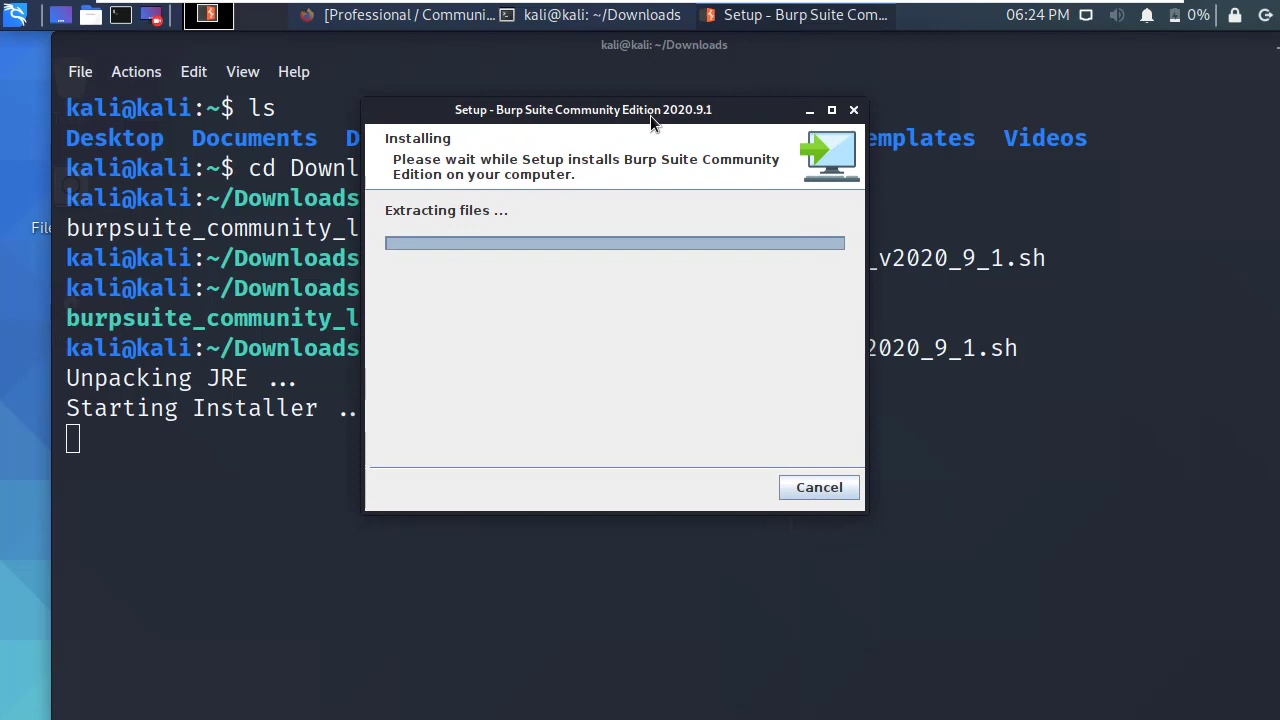 [Professional / Communi...
kali@kali: ~/Downloads
Setup - Burp Suite Com...
06:24 PM
0%
kali@kali: ~/Downloads
File Actions Edit View Help
kali@kali:~$ ls
Desktop Documents D emplates Videos
kali@kali:~$ cd Downl
kali@kali:~/Downloads
burpsuite_community_l
kali@kali:~/Downloads _v2020_9_1.sh
kali@kali:~/Downloads
burpsuite_community_l
kali@kali:~/Downloads 2020_9_1.sh
Unpacking JRE ...
Starting Installer ..
File
Setup - Burp Suite Community Edition 2020.9.1
Installing
Please wait while Setup installs Burp Suite Community
Edition on your computer.
Extracting files ...
Cancel